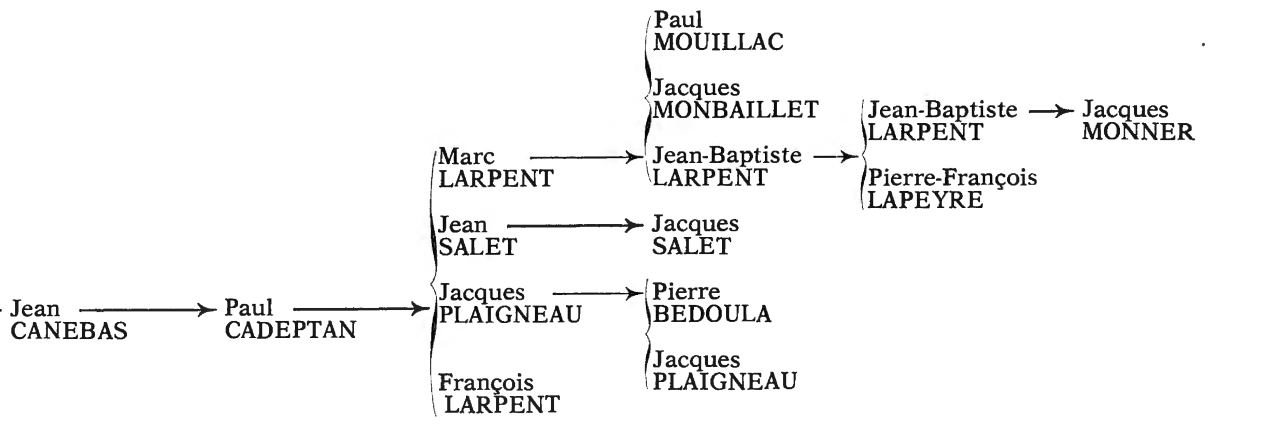 Paul
MOUILLAC
Jacques
MONBAILLET
Jean-Baptiste
LARPENT
Jacques
MONNER
Marc
LARPENT
Jean-Baptiste
LARPENT
Pierre-François
LAPEYRE
Jean
SALET
Jacques
SALET
Jean
CANEBAS
Paul
CADEPTAN
Jacques
PLAIGNEAU
Pierre
BEDOULA
Jacques
PLAIGNEAU
François
LARPENT